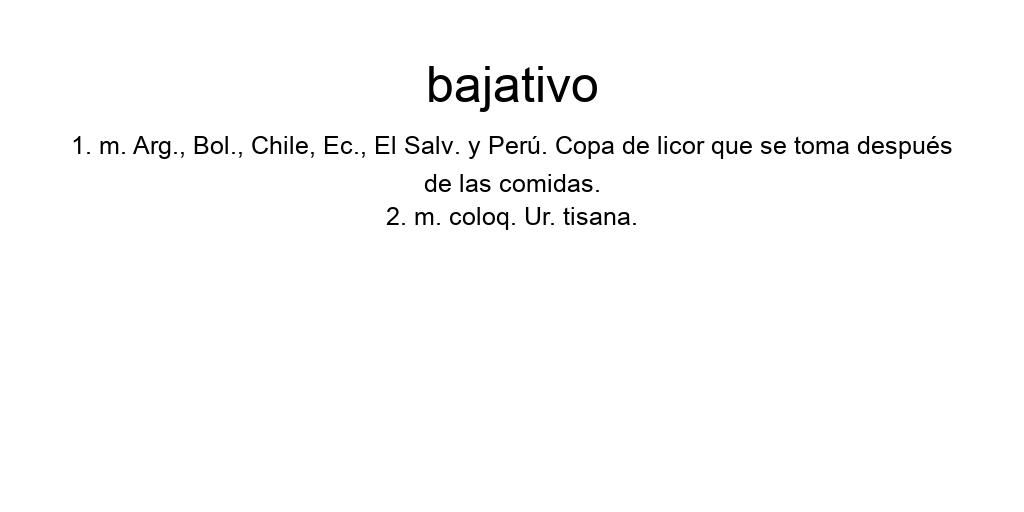 bajativo
1. m. Arg., Bol., Chile, Ec., El Salv. y Perú. Copa de licor que se toma después
de las comidas.
2. m. coloq. Ur. tisana.